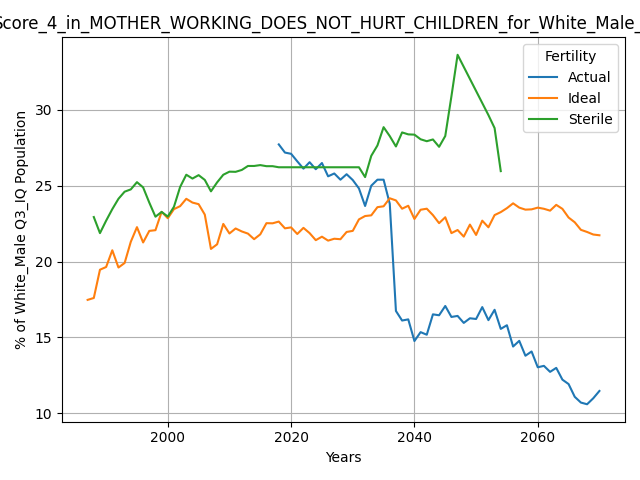 Score_4_in_MOTHER_WORKING_DOES_NOT_HURT_CHILDREN_for_White_Male_
Fertility
Actual
Ideal
Sterile
% of White_Male Q3_IQ Population
30
25
20
15
10
2000
2020
2040
2060
Years